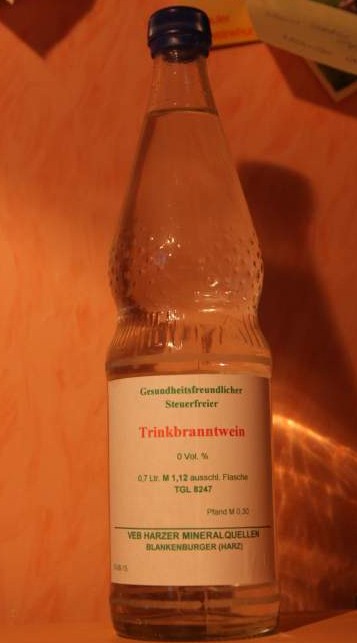 Gesundheitsfreundlicher
Steuerfreier
Trinkbranntwein
0 Vol. %
0,7 Ltr. M 1,12 ausschl. Flasche
TGL 8247
Pfand M 0,30
VEB HARZER MINERALQUELLEN
BLANKENBURGER (HARZ)